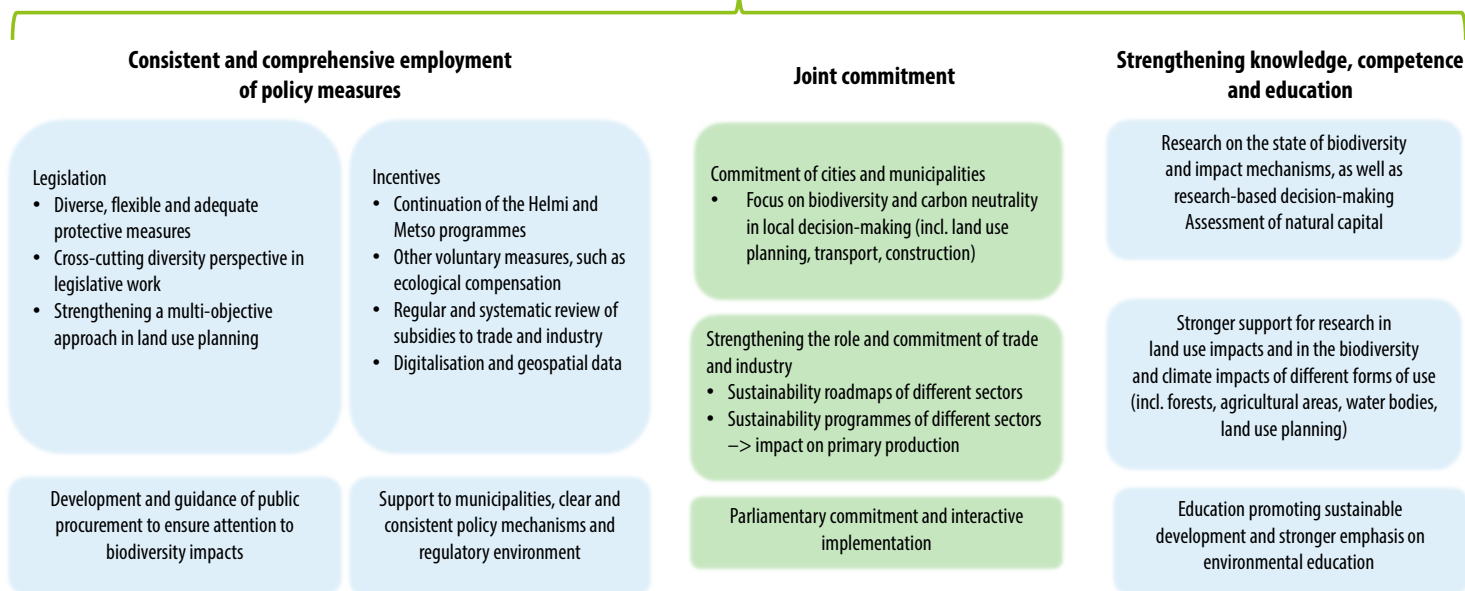 Consistent and comprehensive employment
of policy measures
Legislation
• Diverse, flexible and adequate
protective measures
• Cross-cutting diversity perspective in
legislative work
• Strengthening a multi-objective
approach in land use planning
Incentives
• Continuation of the Helmi and
Metso programmes
• Other voluntary measures, such as
ecological compensation
• Regular and systematic review of
subsidies to trade and industry
• Digitalisation and geospatial data
Development and guidance of public
procurement to ensure attention to
biodiversity impacts
Support to municipalities, clear and
consistent policy mechanisms and
regulatory environment
Joint commitment
Commitment of cities and municipalities
• Focus on biodiversity and carbon neutrality
in local decision-making (incl. land use
planning, transport, construction)
Strengthening the role and commitment of trade
and industry
• Sustainability roadmaps of different sectors
• Sustainability programmes of different sectors
–> impact on primary production
Parliamentary commitment and interactive
implementation
Strengthening knowledge, competence
and education
Research on the state of biodiversity
and impact mechanisms, as well as
research-based decision-making
Assessment of natural capital
Stronger support for research in
land use impacts and in the biodiversity
and climate impacts of different forms of use
(incl. forests, agricultural areas, water bodies,
land use planning)
Education promoting sustainable
development and stronger emphasis on
environmental education